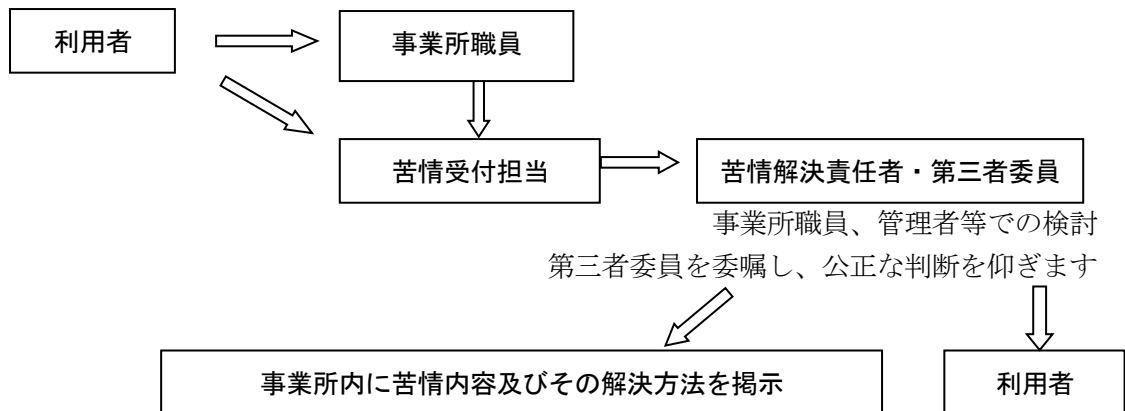 利用者
事業所職員
苦情受付担当
苦情解決責任者・第三者委員
事業所職員、管理者等での検討
第三者委員を委嘱し、公正な判断を仰ぎます
事業所内に苦情内容及びその解決方法を掲示
利用者